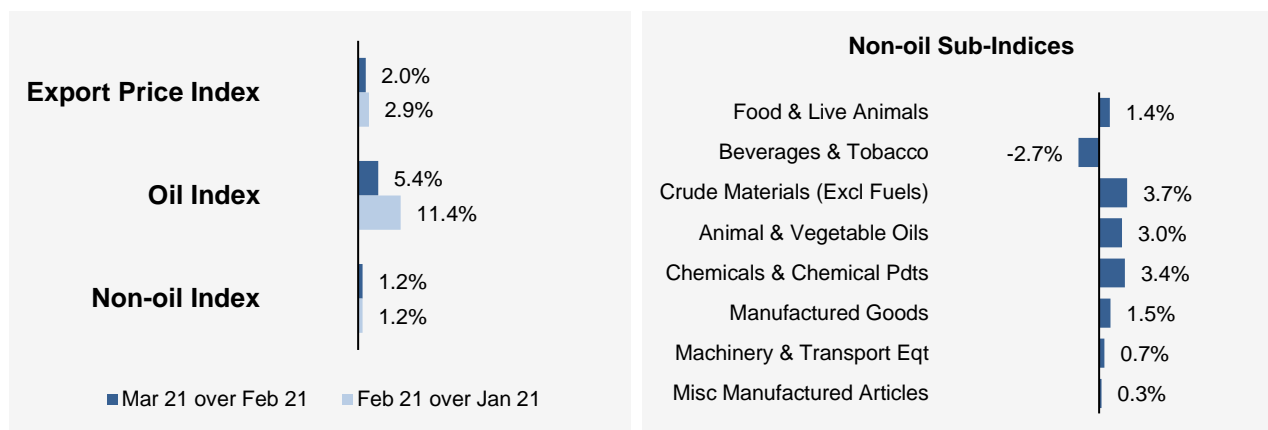 Export Price Index
2.0%
2.9%
Oil Index
5.4%
11.4%
Non-oil Index
1.2%
1.2%
Mar 21 over Feb 21
Feb 21 over Jan 21
Non-oil Sub-Indices
Food & Live Animals
1.4%
Beverages & Tobacco
-2.7%
Crude Materials (Excl Fuels)
3.7%
Animal & Vegetable Oils
3.0%
Chemicals & Chemical Pdts
3.4%
Manufactured Goods
1.5%
Machinery & Transport Eqt
0.7%
Misc Manufactured Articles
0.3%